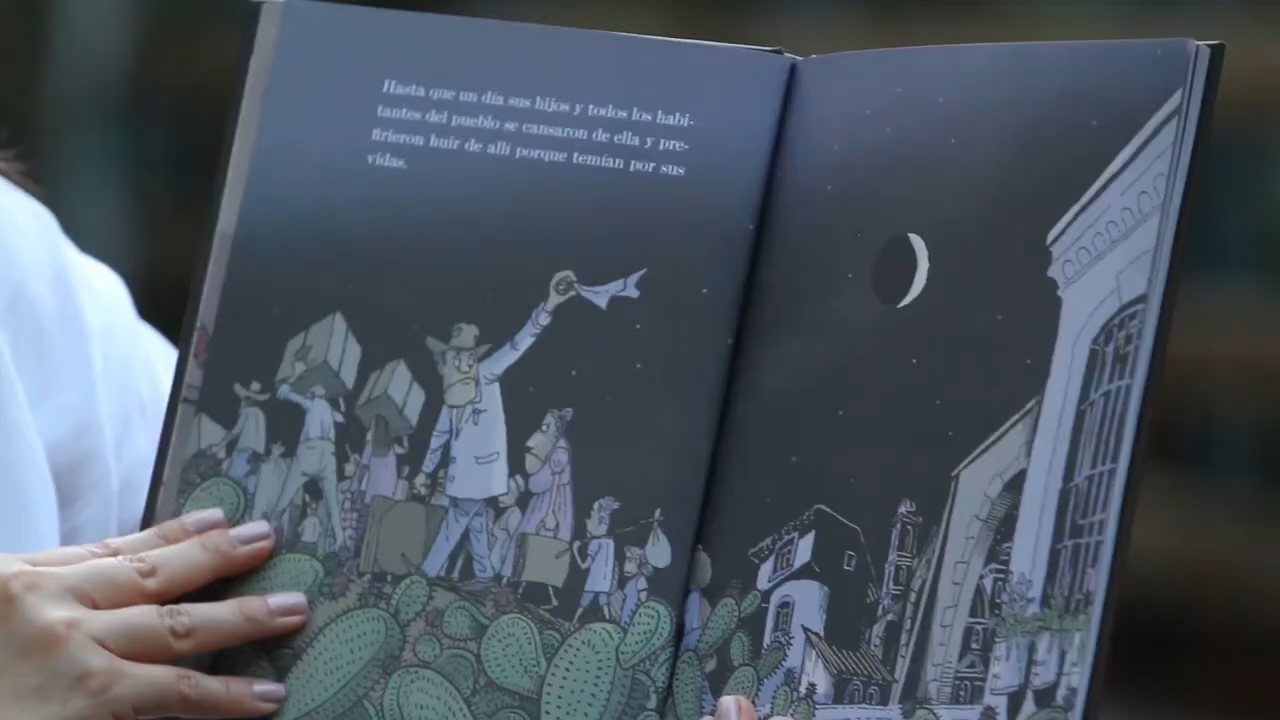 Hasta que un día sus hijos y todos los habi-
tantes del pueblo se cansaron de ella y pre-
firieron huir de allí porque temían por sus
vidas.